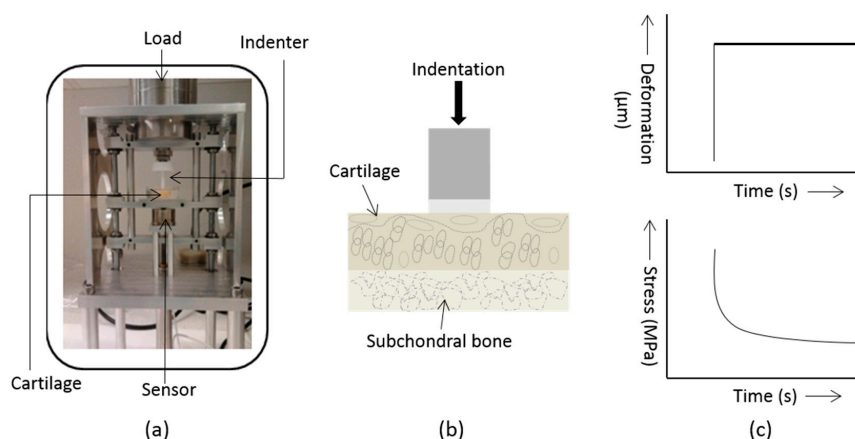 Load
Indenter
Cartilage
Sensor
(a)
Indentation
Cartilage
Subchondral bone
(b)
Deformation
(μm)
Time (s)
Stress (MPa)
Time (s)
(c)